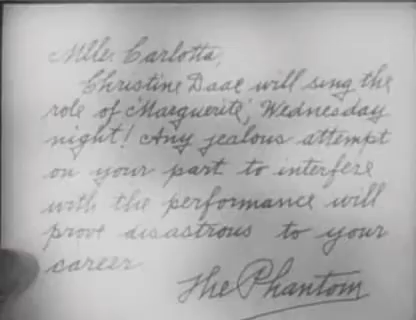 Mlle. Carlotta,
Christine Daae will sing the
role of 'Marguerite', Wednesday
night! Any jealous attempt
on your part to interfere
with the performance will
prove disastrous to your
career
The Phantom